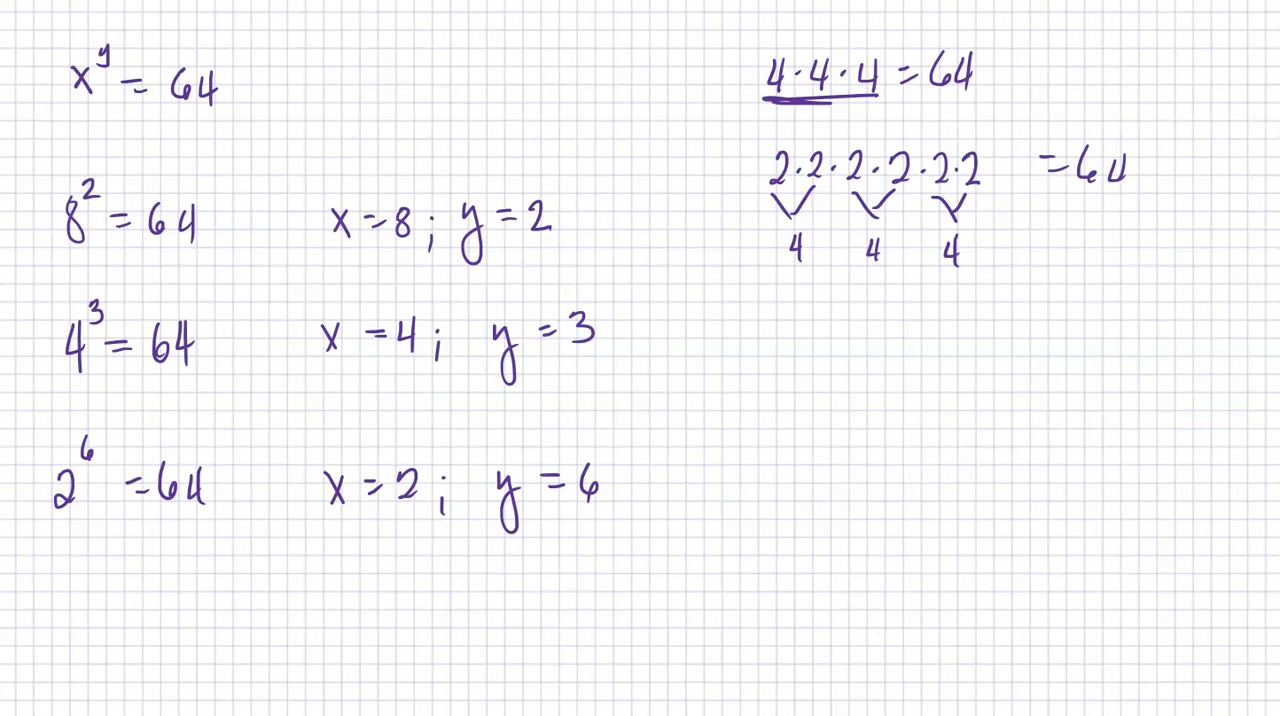 x^y = 64
8^2 = 64
x = 8 ; y = 2
4^3 = 64
x = 4 ; y = 3
2^6 = 64
x = 2 ; y = 6
4 · 4 · 4 = 64
2 · 2 · 2 · 2 · 2 · 2 = 64
4 4 4